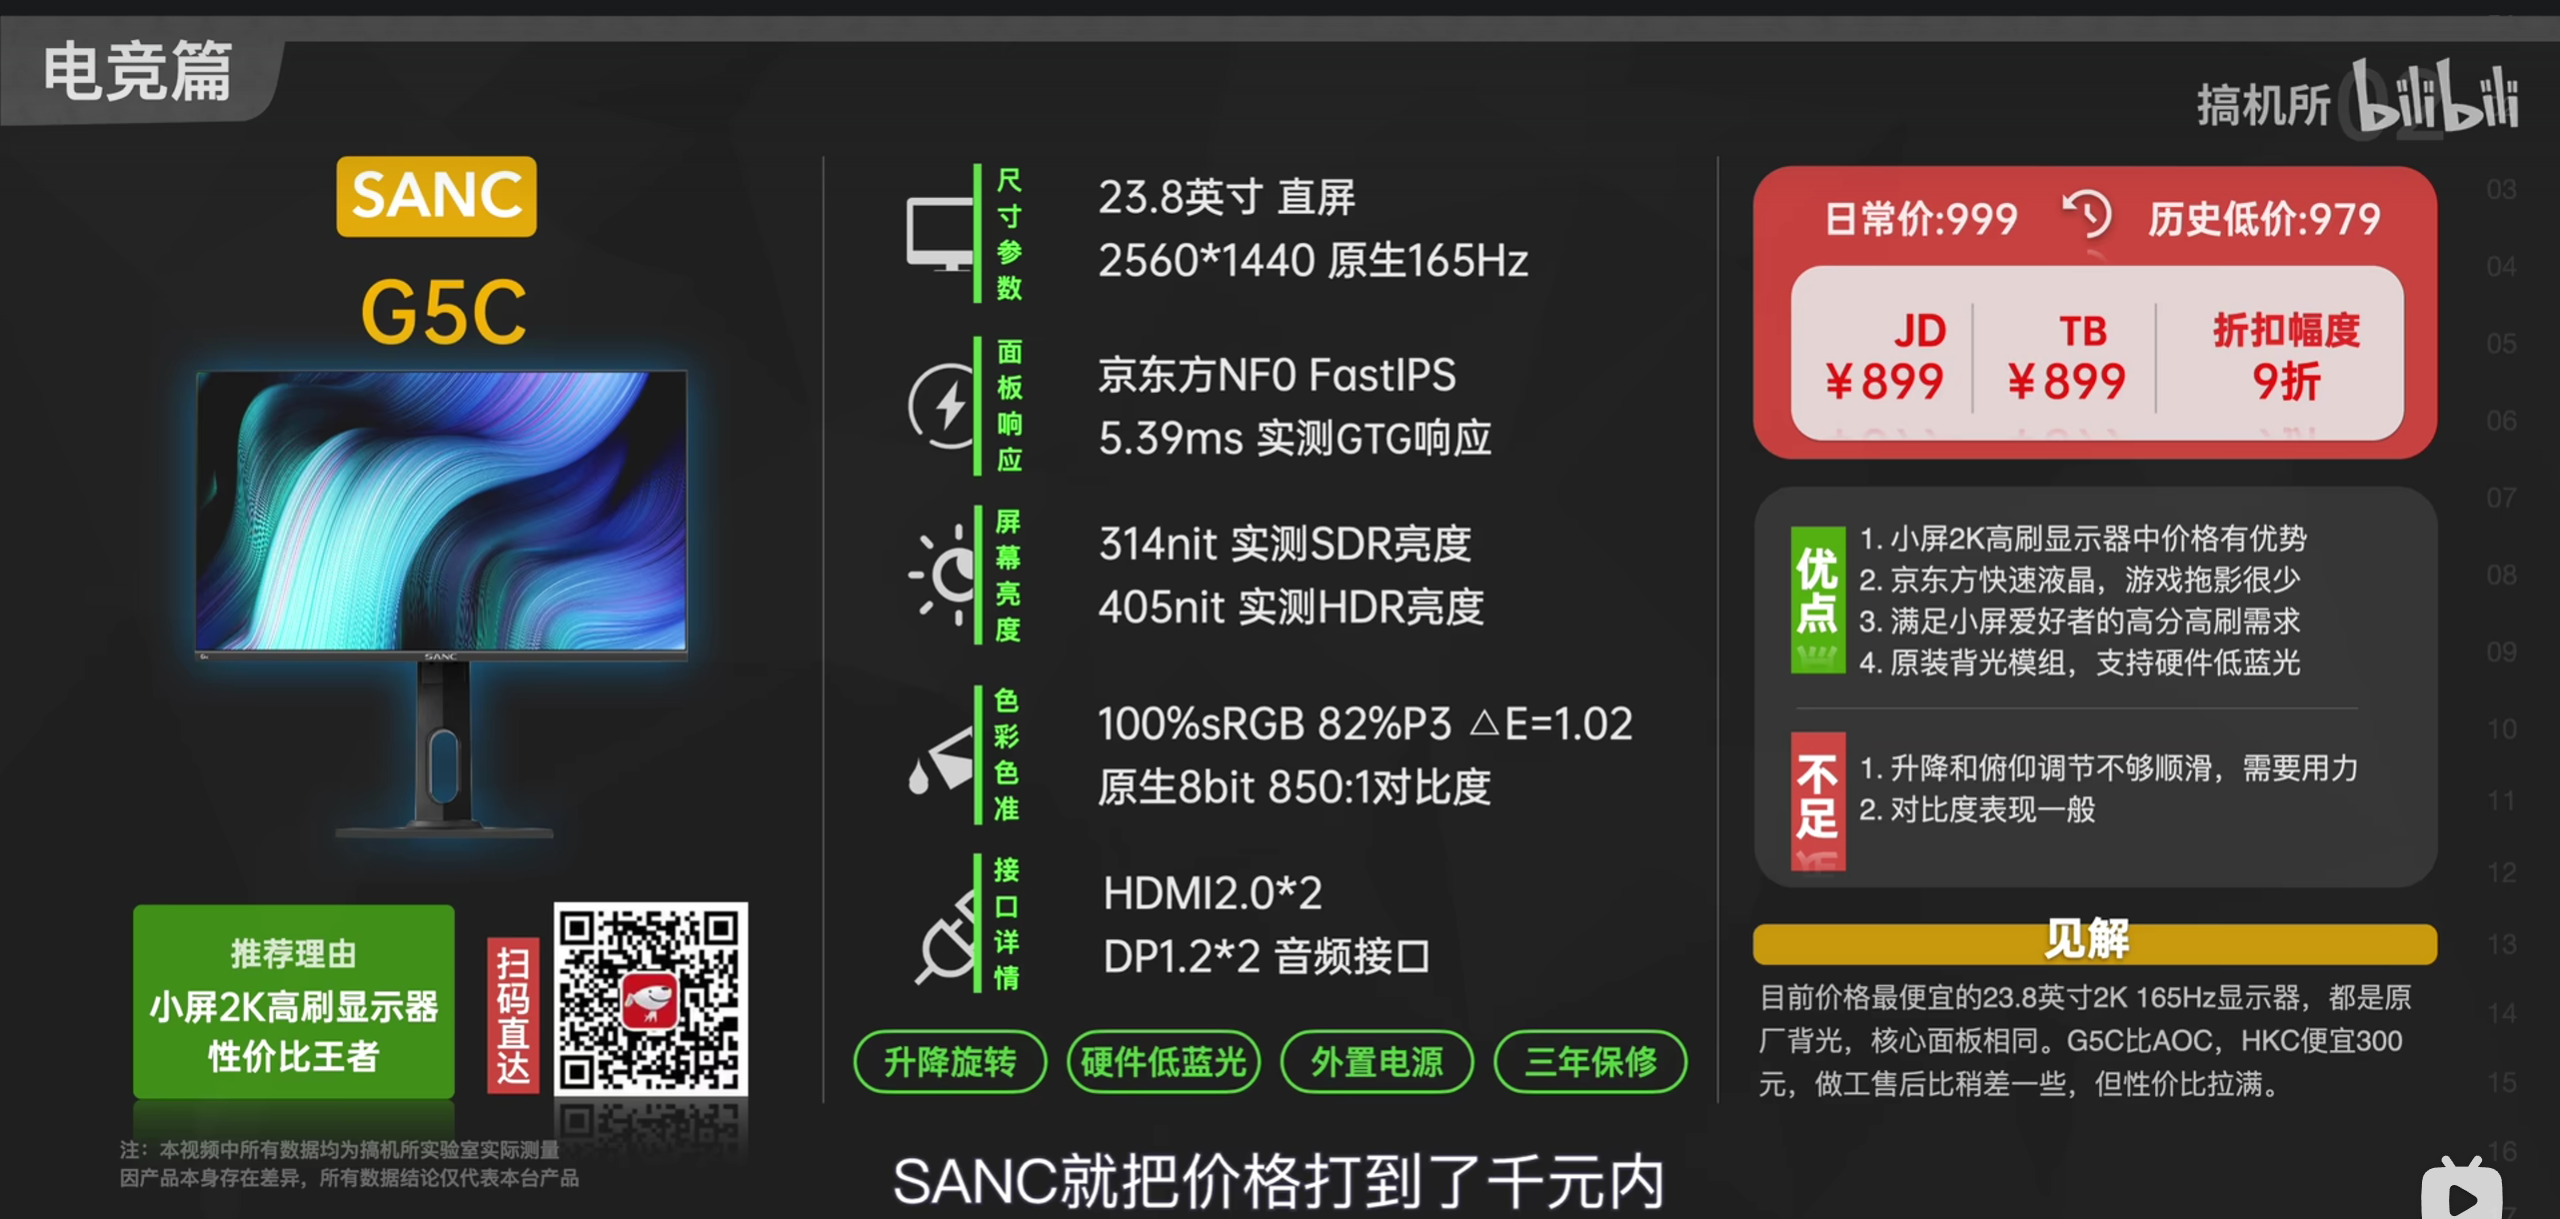 电竞篇
搞机所
bilibili
SANC
G5C
SANC
推荐理由
小屏2K高刷显示器
性价比王者
扫码直达
注：本视频中所有数据均为搞机所实验室实际测量
因产品本身存在差异，所有数据结论仅代表本台产品
尺寸参数
23.8英寸 直屏
2560*1440 原生165Hz
面板响应
京东方NF0 FastIPS
5.39ms 实测GTG响应
屏幕亮度
314nit 实测SDR亮度
405nit 实测HDR亮度
色彩色准
100%sRGB 82%P3 △E=1.02
原生8bit 850:1对比度
接口详情
HDMI2.0*2
DP1.2*2 音频接口
升降旋转
硬件低蓝光
外置电源
三年保修
日常价:999
历史低价:979
JD
¥899
TB
¥899
折扣幅度
9折
优点
1. 小屏2K高刷显示器中价格有优势
2. 京东方快速液晶，游戏拖影很少
3. 满足小屏爱好者的高分高刷需求
4. 原装背光模组，支持硬件低蓝光
不足
1. 升降和俯仰调节不够顺滑，需要用力
2. 对比度表现一般
见解
目前价格最便宜的23.8英寸2K 165Hz显示器，都是原
厂背光，核心面板相同。G5C比AOC，HKC便宜300
元，做工售后比稍差一些，但性价比拉满。
02
03
04
05
06
07
08
09
10
11
12
13
14
15
16
SANC就把价格打到了千元内